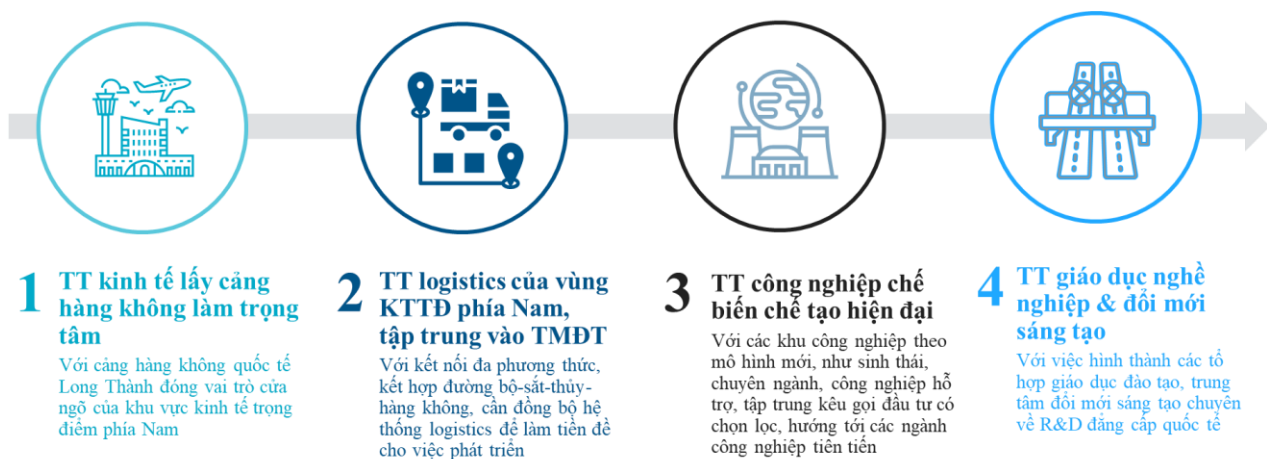 1
TT kinh tế lấy cảng
hàng không làm trọng
tâm
Với cảng hàng không quốc tế
Long Thành đóng vai trò cửa
ngõ của khu vực kinh tế trọng
điểm phía Nam
2
TT logistics của vùng
KTTĐ phía Nam,
tập trung vào TMĐT
Với kết nối đa phương thức,
kết hợp đường bộ-sắt-thủy-
hàng không, cần đồng bộ hệ
thống logistics để làm tiền đề
cho việc phát triển
3
TT công nghiệp chế
biến chế tạo hiện đại
Với các khu công nghiệp theo
mô hình mới, như sinh thái,
chuyên ngành, công nghiệp hỗ
trợ, tập trung kêu gọi đầu tư có
chọn lọc, hướng tới các ngành
công nghiệp tiên tiến
4
TT giáo dục nghề
nghiệp & đổi mới
sáng tạo
Với việc hình thành các tổ
hợp giáo dục đào tạo, trung
tâm đổi mới sáng tạo chuyên
về R&D đẳng cấp quốc tế